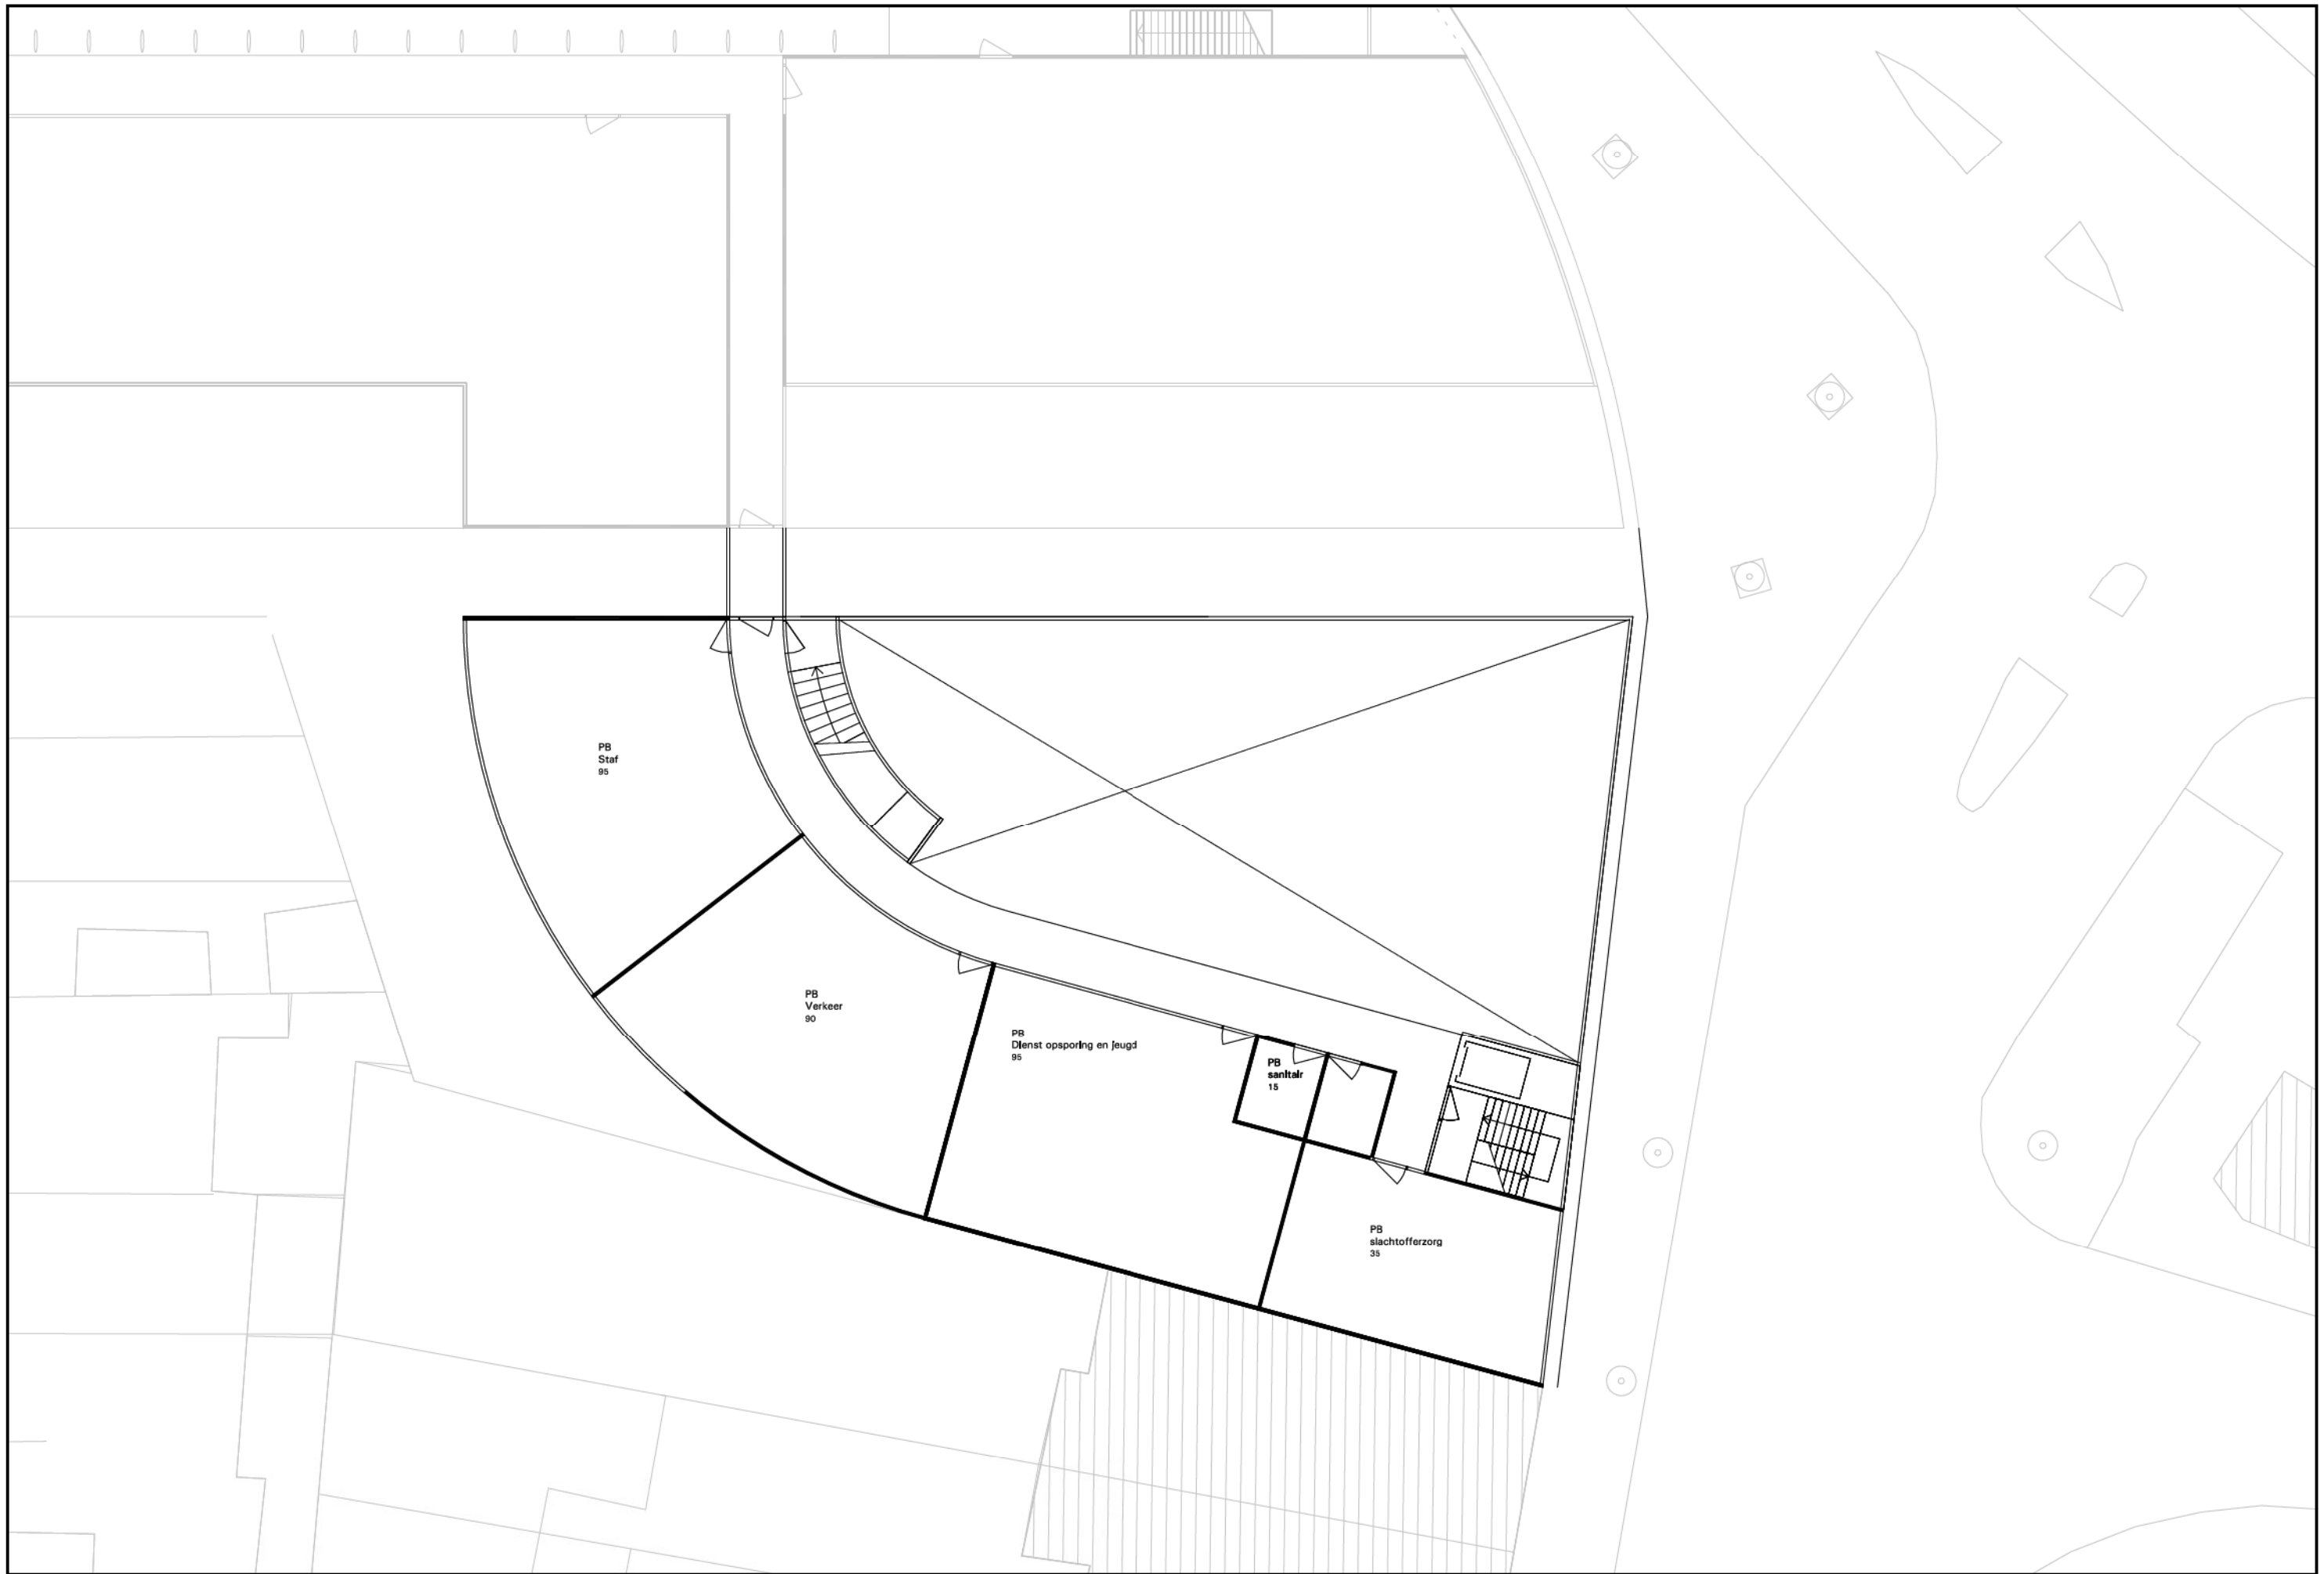 PB
Staf
95
PB
Verkeer
90
PB
Dienst opsporing en jeugd
95
PB
sanitair
15
PB
slachtofferzorg
35